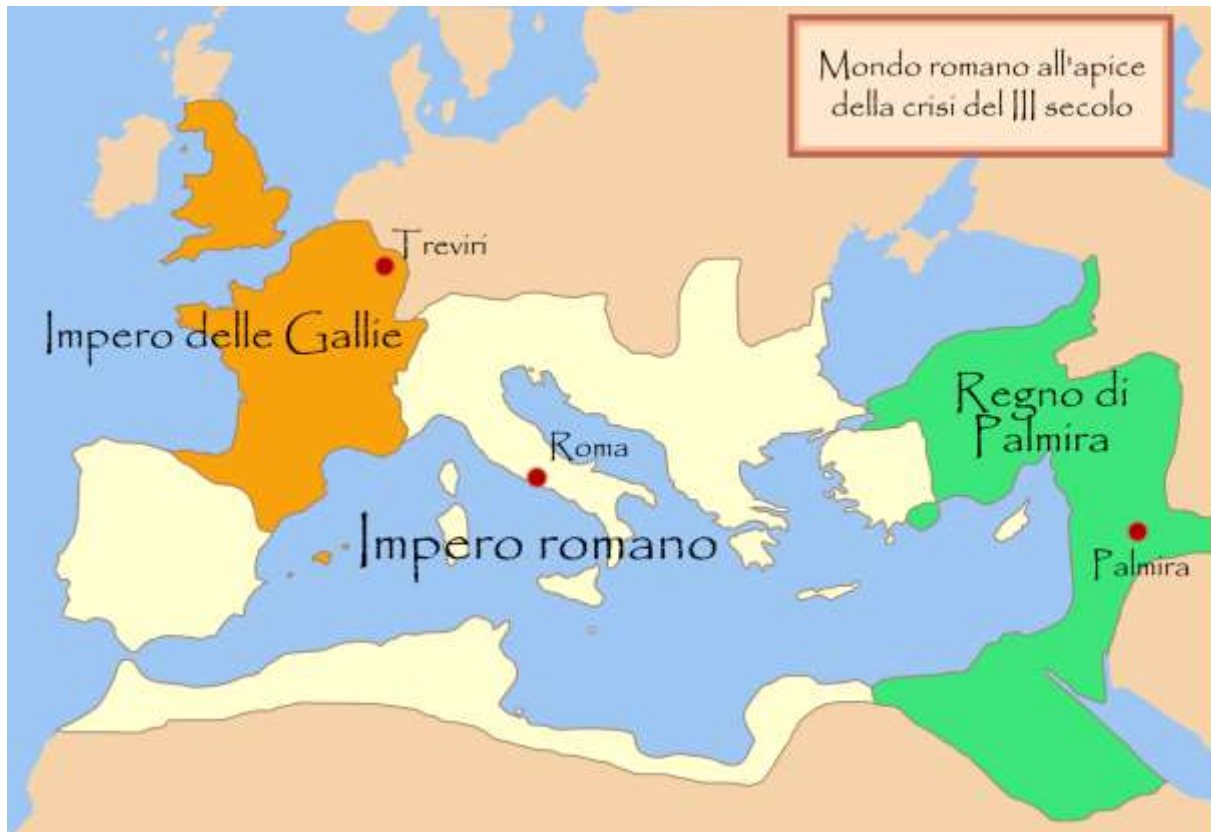 Mondo romano all'apice
della crisi del III secolo
Treviri
Impero delle Gallie
Regno di
Palmira
Roma
Impero romano
Palmira